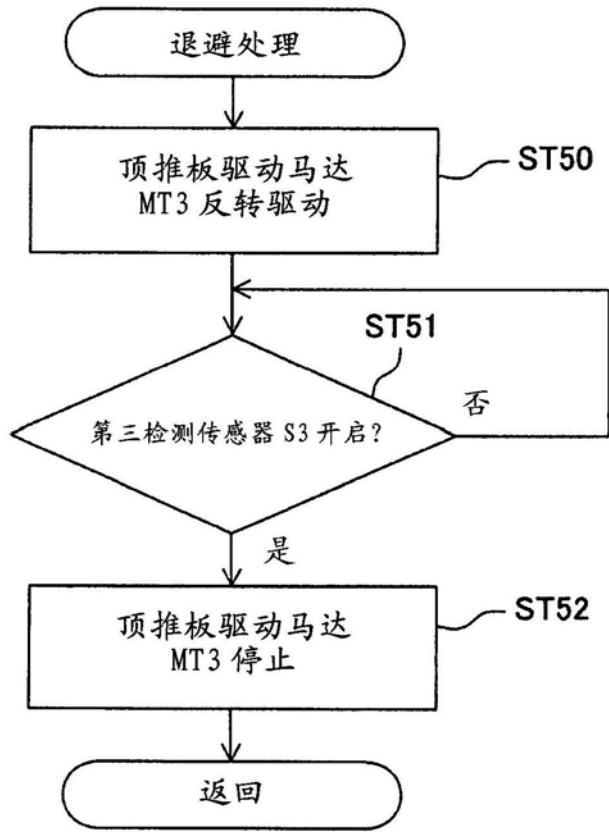 退避处理
顶推板驱动马达
MT3 反转驱动
ST50
ST51
第三检测传感器 S3 开启?
否
是
顶推板驱动马达
MT3 停止
ST52
返回